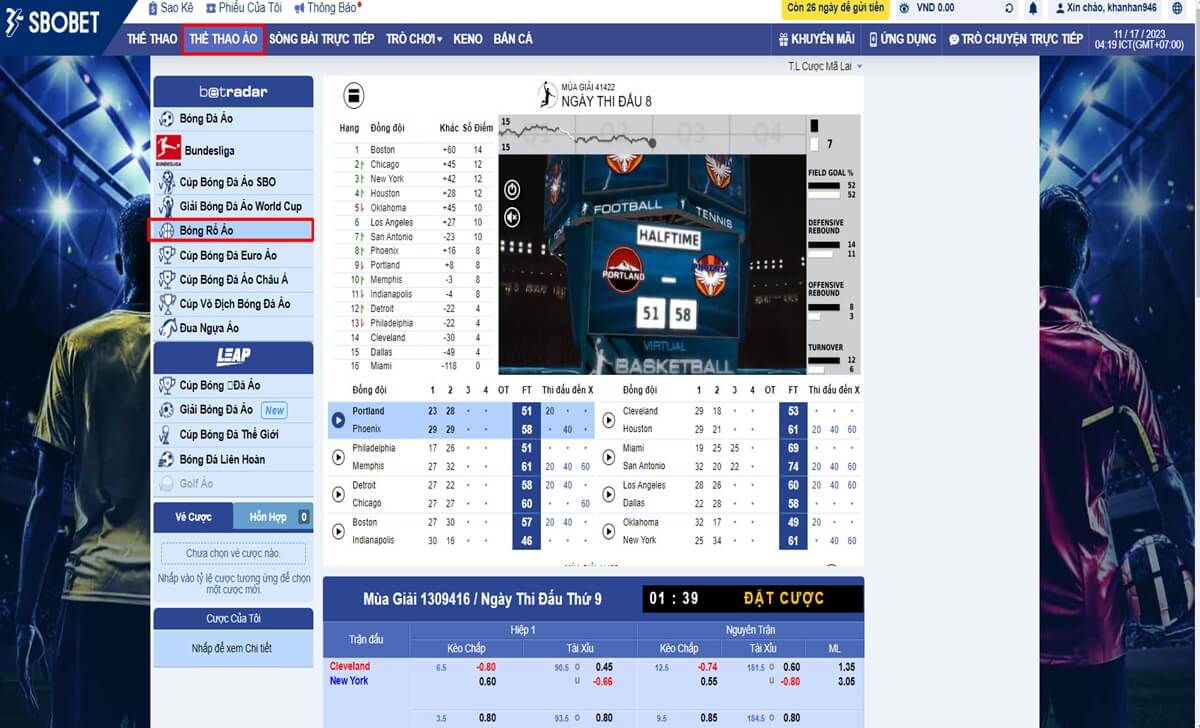 SBOBET
Sao Kê Phiếu Của Tôi Thông Báo
Còn 26 ngày để gửi tiền VND 0.00 Xin chào, khanhan946
THỂ THAO THỂ THAO ẢO SÒNG BÀI TRỰC TIẾP TRÒ CHƠI KENO BẮN CÁ
KHUYẾN MÃI ỨNG DỤNG TRÒ CHUYỆN TRỰC TIẾP
11 / 17 / 2023
04:19 ICT(GMT+07:00)
T.L Cược Mã Lai
betradar
Bóng Đá Ảo
BUNDESLIGA
Bundesliga
Cúp Bóng Đá Ảo SBO
Giải Bóng Đá Ảo World Cup
Bóng Rổ Ảo
Cúp Bóng Đá Euro Ảo
Cúp Bóng Đá Ảo Châu Á
Cúp Vô Địch Bóng Đá Ảo
Đua Ngựa Ảo
LEAP
Cúp Bóng Đá Ảo
Giải Bóng Đá Ảo New
Cúp Bóng Đá Thế Giới
Bóng Đá Liên Hoàn
Golf Ảo
Vé Cược Hỗn Hợp 0
Chưa chọn vé cược nào.
Nhấp vào tỷ lệ cược tương ứng để chọn
một cược mới.
Cược Của Tôi
Nhấp để xem Chi tiết
MÙA GIẢI 41422
NGÀY THI ĐẤU 8
Hạng Đồng đội Khác Số Điểm
1 Boston +60 14
2 Chicago +45 12
3 New York +42 12
4 Houston +28 12
5 Oklahoma +45 10
6 Los Angeles +27 10
7 San Antonio -23 10
8 Phoenix +16 8
9 Portland +8 8
10 Memphis -3 8
11 Indianapolis -4 8
12 Detroit -22 4
13 Philadelphia -22 4
14 Cleveland -30 4
15 Dallas -49 4
16 Miami -118 0
15
15
01 02 03 04
7
FIELD GOAL %
52
52
DEFENSIVE
REBOUND
14
11
OFFENSIVE
REBOUND
8
3
TURNOVER
12
6
FOOTBALL TENNIS
HALFTIME
PORTLAND - PHOENIX
51 58
VIRTUAL
BASKETBALL
Đồng đội 1 2 3 4 OT FT Thi đấu đến X
Portland 23 28 51 20
Phoenix 29 29 58 40
Philadelphia 17 26 51
Memphis 27 32 61 20 40 60
Detroit 27 22 58 20 40
Chicago 27 27 60 60
Boston 27 30 57 20 40
Indianapolis 30 16 46
Đồng đội 1 2 3 4 OT FT Thi đấu đến X
Cleveland 29 18 53
Houston 29 21 61 20 40 60
Miami 19 25 25 69
San Antonio 32 20 22 74 20 40 60
Los Angeles 28 26 60 20 40 60
Dallas 22 28 58
Oklahoma 32 17 49 20
New York 25 34 61 40 60
Mùa Giải 1309416 / Ngày Thi Đấu Thứ 9 01 : 39 ĐẶT CƯỢC
Trận đấu Hiệp 1 Nguyên Trận
Kèo Chấp Tài Xỉu Kèo Chấp Tài Xỉu ML
Cleveland 6.5 -0.80 90.5 o 0.45 12.5 -0.74 181.5 o 0.60 1.35
New York 0.60 u -0.66 0.55 u -0.80 3.05
3.5 0.80 93.5 o 0.80 9.5 0.85 184.5 o 0.80